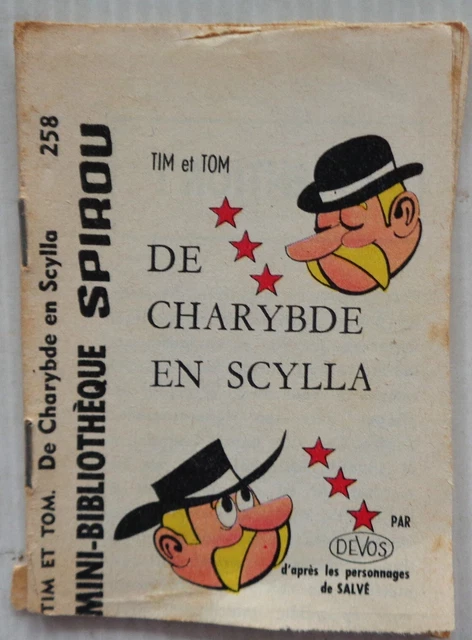 TIM ET TOM. De Charybde en Scylla 258
MINI-BIBLIOTHÈQUE SPIROU
TIM et TOM
DE
CHARYBDE
EN SCYLLA
PAR
DEVOS
d'après les personnages
de SALVÉ